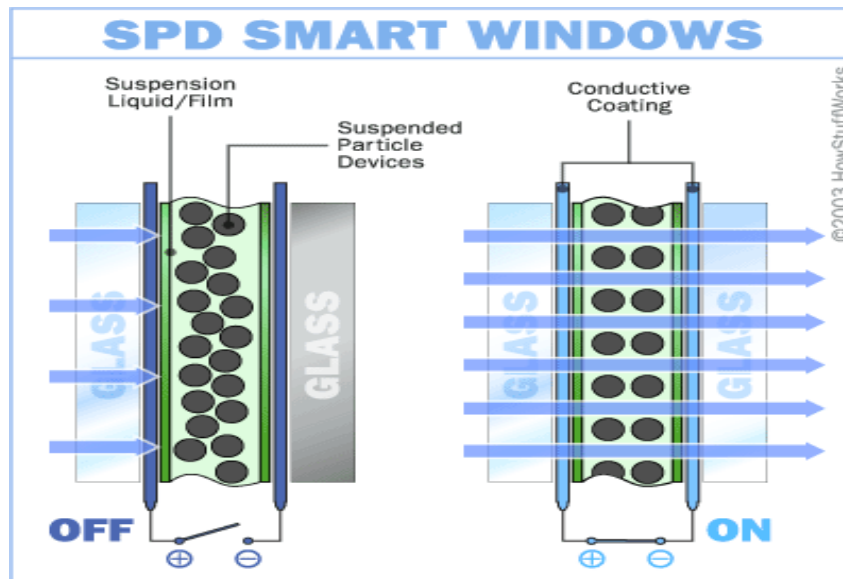 SPD SMART WINDOWS
Suspension
Liquid/Film
Suspended
Particle
Devices
Conductive
Coating
©2003 HowStuffWorks
GLASS
GLASS
GLASS
GLASS
OFF
+
−
+
−
ON